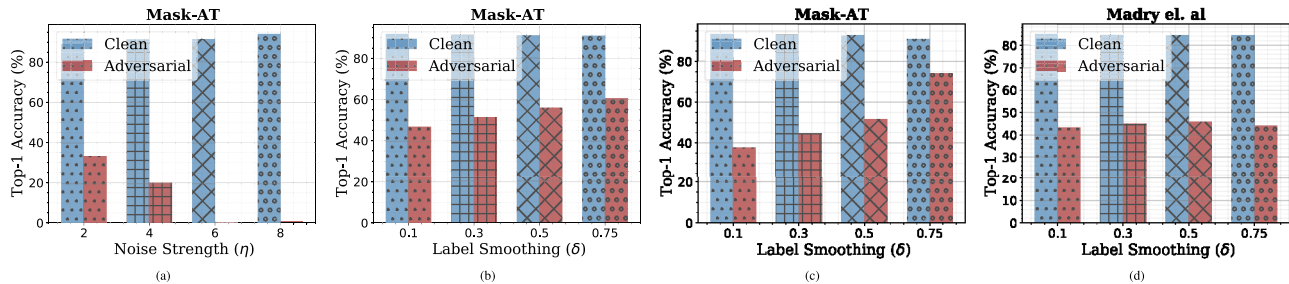 Mask-AT
Top-1 Accuracy (%)
80
60
40
20
0
Clean
Adversarial
2 4 6 8
Noise Strength (η)
(a)
Mask-AT
Top-1 Accuracy (%)
80
60
40
20
0
Clean
Adversarial
0.1 0.3 0.5 0.75
Label Smoothing (δ)
(b)
Mask-AT
Top-1 Accuracy (%)
80
60
40
20
0
Clean
Adversarial
0.1 0.3 0.5 0.75
Label Smoothing (δ)
(c)
Madry el. al
Top-1 Accuracy (%)
80
70
60
50
40
30
20
10
0
Clean
Adversarial
0.1 0.3 0.5 0.75
Label Smoothing (δ)
(d)